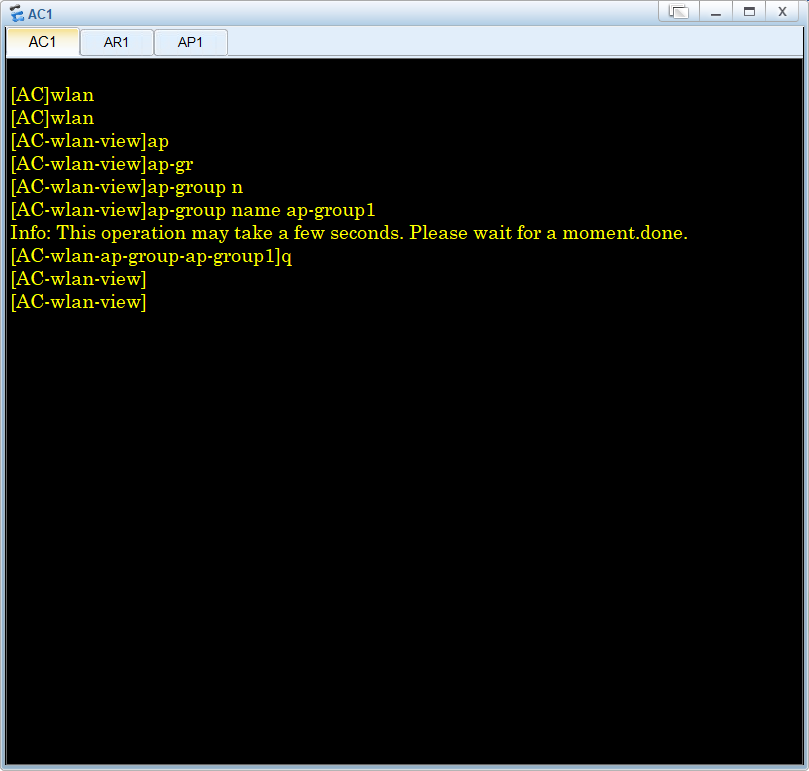 AC1
X
AC1 AR1 AP1
[AC]wlan
[AC]wlan
[AC-wlan-view]ap
[AC-wlan-view]ap-gr
[AC-wlan-view]ap-group n
[AC-wlan-view]ap-group name ap-group1
Info: This operation may take a few seconds. Please wait for a moment.done.
[AC-wlan-ap-group-ap-group1]q
[AC-wlan-view]
[AC-wlan-view]